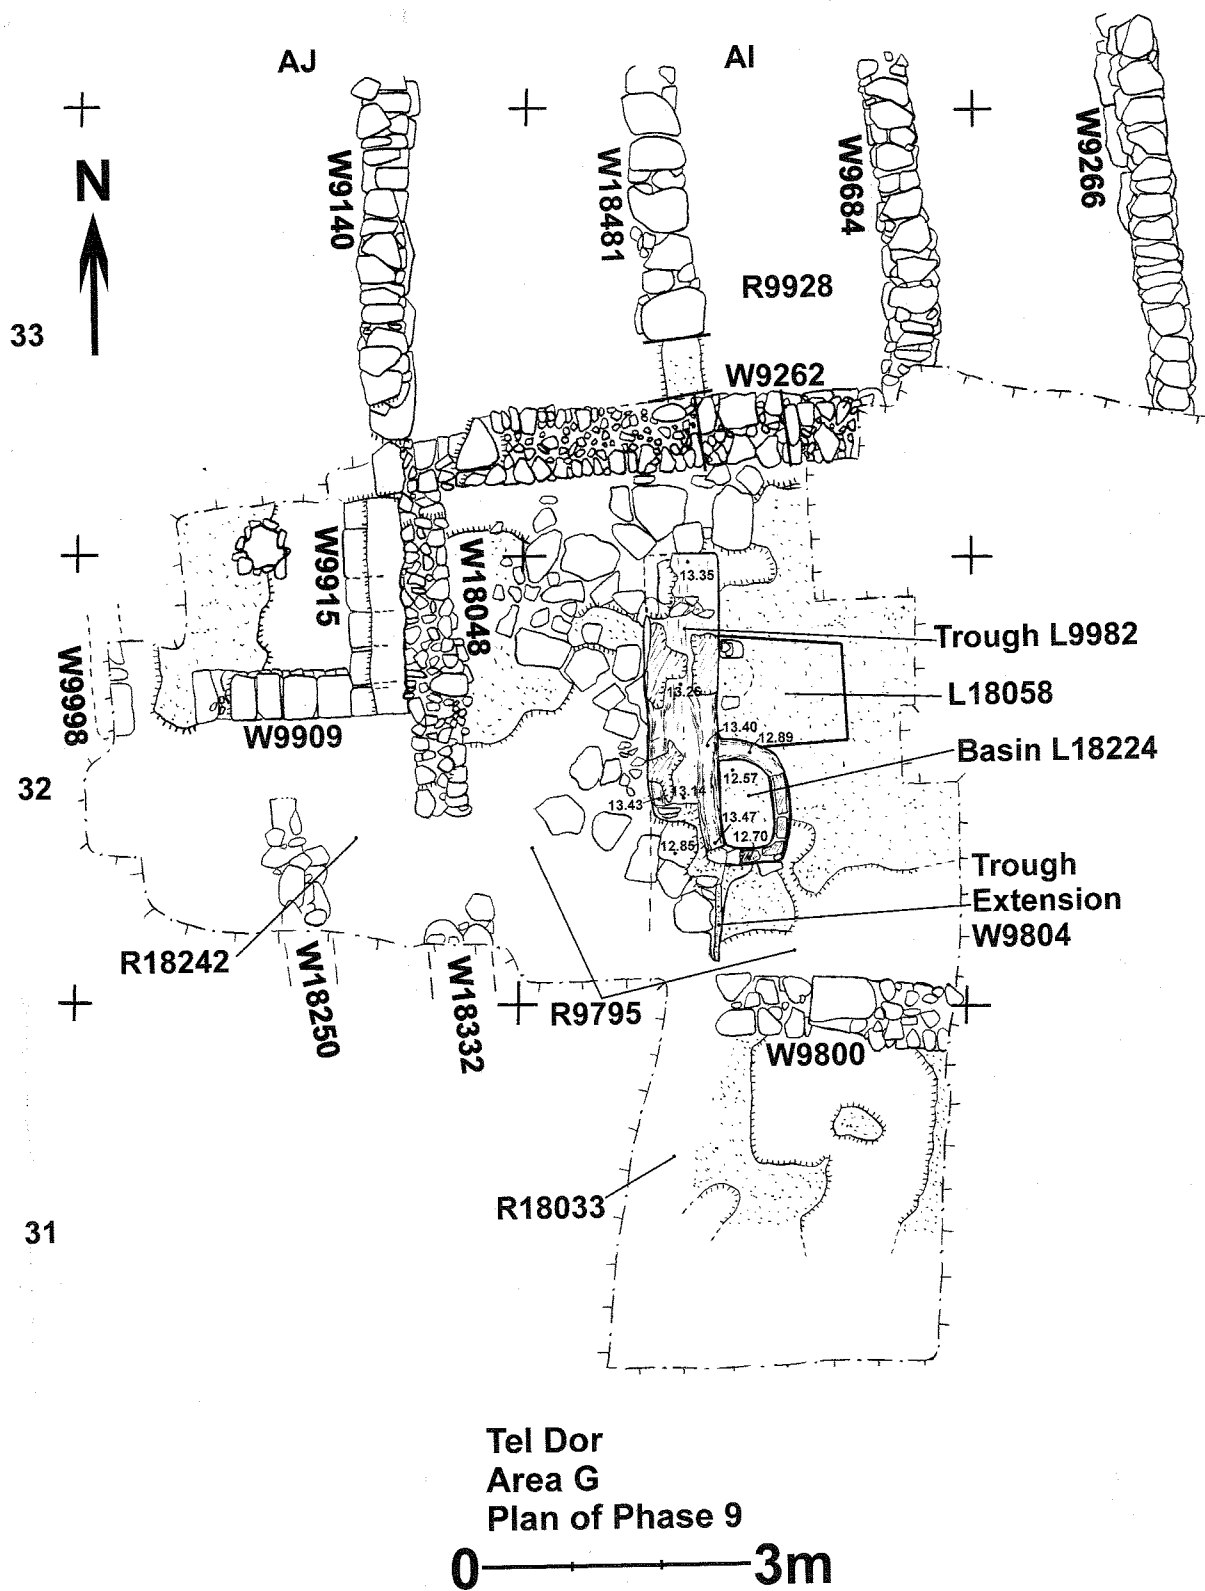 AJ
AI
N
W9140
W18481
W9684
W9266
R9928
33
W9262
W9915
W18048
13.35
Trough L9982
W9998
13.26
L18058
W9909
13.40
12.89
Basin L18224
12.57
32
13.14
13.43
13.47
12.70
12.85
Trough
Extension
W9804
R18242
W18250
W18332
R9795
W9800
R18033
31
Tel Dor
Area G
Plan of Phase 9
0 3m